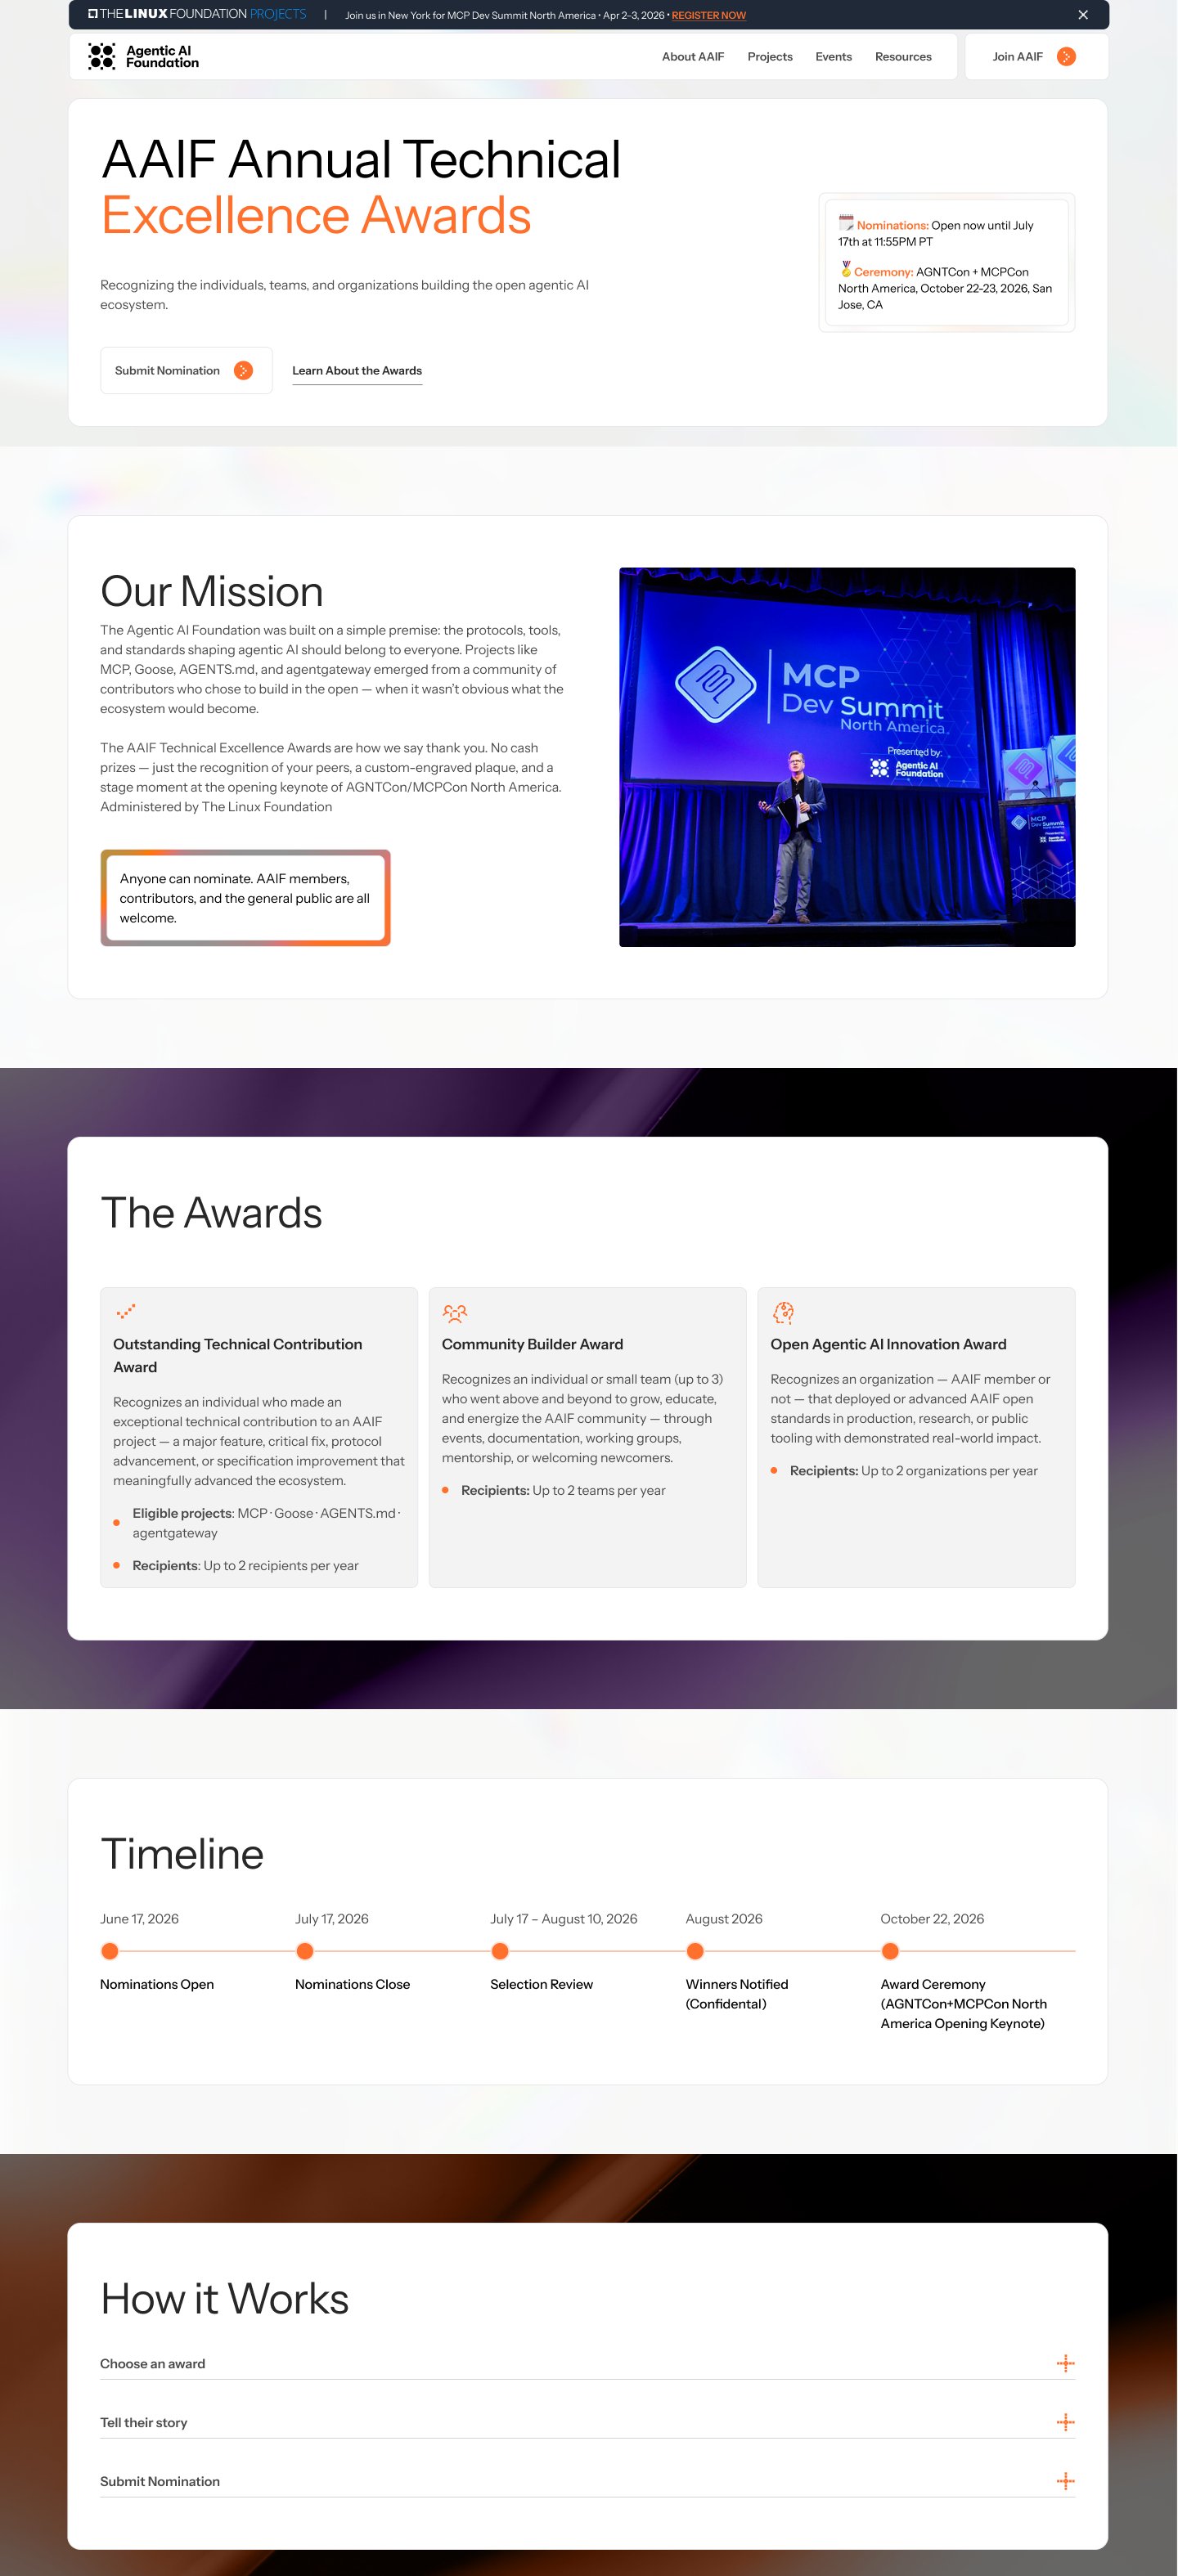 THE LINUX FOUNDATION PROJECTS | Join us in New York for MCP Dev Summit North America • Apr 2–3, 2026 • REGISTER NOW
Agentic AI
Foundation
About AAIF Projects Events Resources Join AAIF
AAIF Annual Technical
Excellence Awards
Recognizing the individuals, teams, and organizations building the open agentic AI
ecosystem.
Submit Nomination Learn About the Awards
Nominations: Open now until July
17th at 11:55PM PT
Ceremony: AGNTCon + MCPCon
North America, October 22-23, 2026, San
Jose, CA
Our Mission
The Agentic AI Foundation was built on a simple premise: the protocols, tools,
and standards shaping agentic AI should belong to everyone. Projects like
MCP, Goose, AGENTS.md, and agentgateway emerged from a community of
contributors who chose to build in the open — when it wasn’t obvious what the
ecosystem would become.
The AAIF Technical Excellence Awards are how we say thank you. No cash
prizes — just the recognition of your peers, a custom-engraved plaque, and a
stage moment at the opening keynote of AGNTCon/MCPCon North America.
Administered by The Linux Foundation
Anyone can nominate. AAIF members,
contributors, and the general public are all
welcome.
MCP
Dev Summit
North America
Presented by:
Agentic AI
Foundation
MCP
Dev Summit
The Awards
Outstanding Technical Contribution
Award
Recognizes an individual who made an
exceptional technical contribution to an AAIF
project — a major feature, critical fix, protocol
advancement, or specification improvement that
meaningfully advanced the ecosystem.
Eligible projects: MCP · Goose · AGENTS.md ·
agentgateway
Recipients: Up to 2 recipients per year
Community Builder Award
Recognizes an individual or small team (up to 3)
who went above and beyond to grow, educate,
and energize the AAIF community — through
events, documentation, working groups,
mentorship, or welcoming newcomers.
Recipients: Up to 2 teams per year
Open Agentic AI Innovation Award
Recognizes an organization — AAIF member or
not — that deployed or advanced AAIF open
standards in production, research, or public
tooling with demonstrated real-world impact.
Recipients: Up to 2 organizations per year
Timeline
June 17, 2026
Nominations Open
July 17, 2026
Nominations Close
July 17 – August 10, 2026
Selection Review
August 2026
Winners Notified
(Confidental)
October 22, 2026
Award Ceremony
(AGNTCon+MCPCon North
America Opening Keynote)
How it Works
Choose an award
Tell their story
Submit Nomination